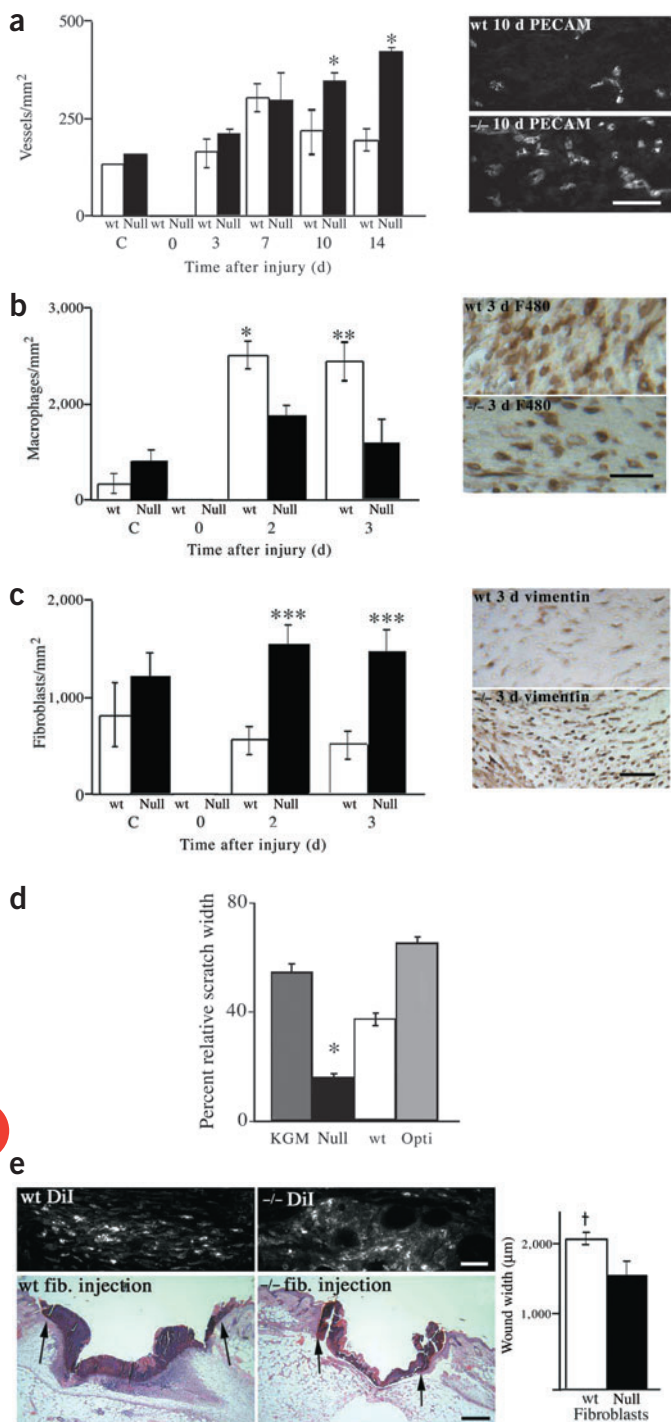 a
500
250
0
Vessels/mm²
* *
wt Null wt Null wt Null wt Null wt Null wt Null
C 0 3 7 10 14
Time after injury (d)
wt 10 d PECAM
–/– 10 d PECAM
b
3,000
2,000
0
Macrophages/mm²
* **
wt Null wt Null wt Null wt Null
C 0 2 3
Time after injury (d)
wt 3 d F480
–/– 3 d F480
c
2,000
1,000
0
Fibroblasts/mm²
*** ***
wt Null wt Null wt Null wt Null
C 0 2 3
Time after injury (d)
wt 3 d vimentin
–/– 3 d vimentin
d
80
40
0
Percent relative scratch width
*
KGM Null wt Opti
e
wt DiI
–/– DiI
wt fib. injection
–/– fib. injection
†
2,000
1,000
Wound width (µm)
wt Null
Fibroblasts